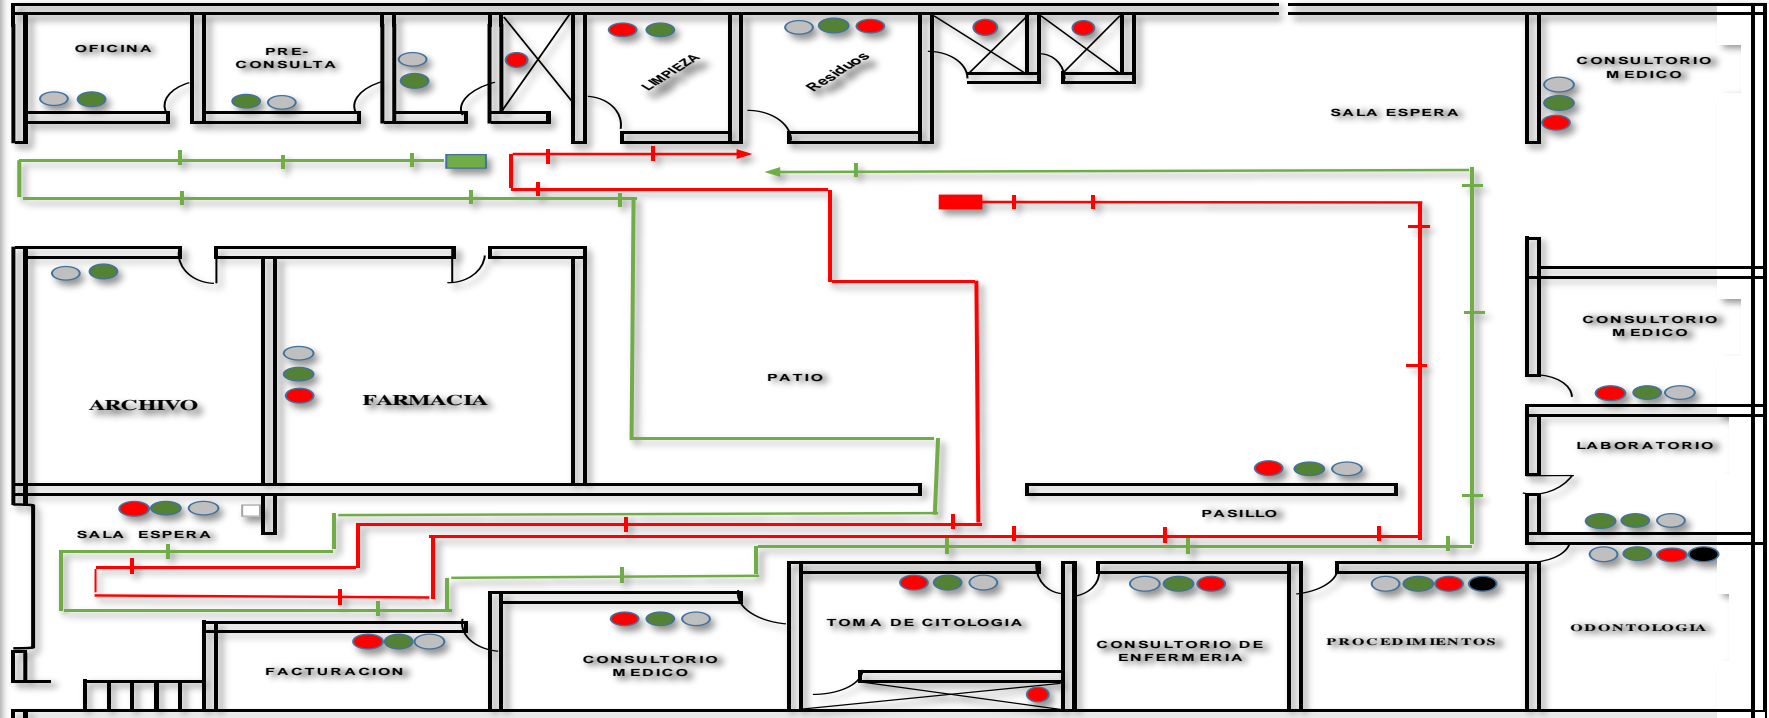 OFICINA
PRE-
CONSULTA
LIMPIEZA
Residuos
SALA ESPERA
CONSULTORIO
MEDICO
CONSULTORIO
MEDICO
PATIO
ARCHIVO
FARMACIA
LABORATORIO
SALA ESPERA
PASILLO
TOMA DE CITOLOGIA
CONSULTORIO DE
ENFERMERIA
PROCEDIMIENTOS
ODONTOLOGIA
FACTURACION
CONSULTORIO
MEDICO